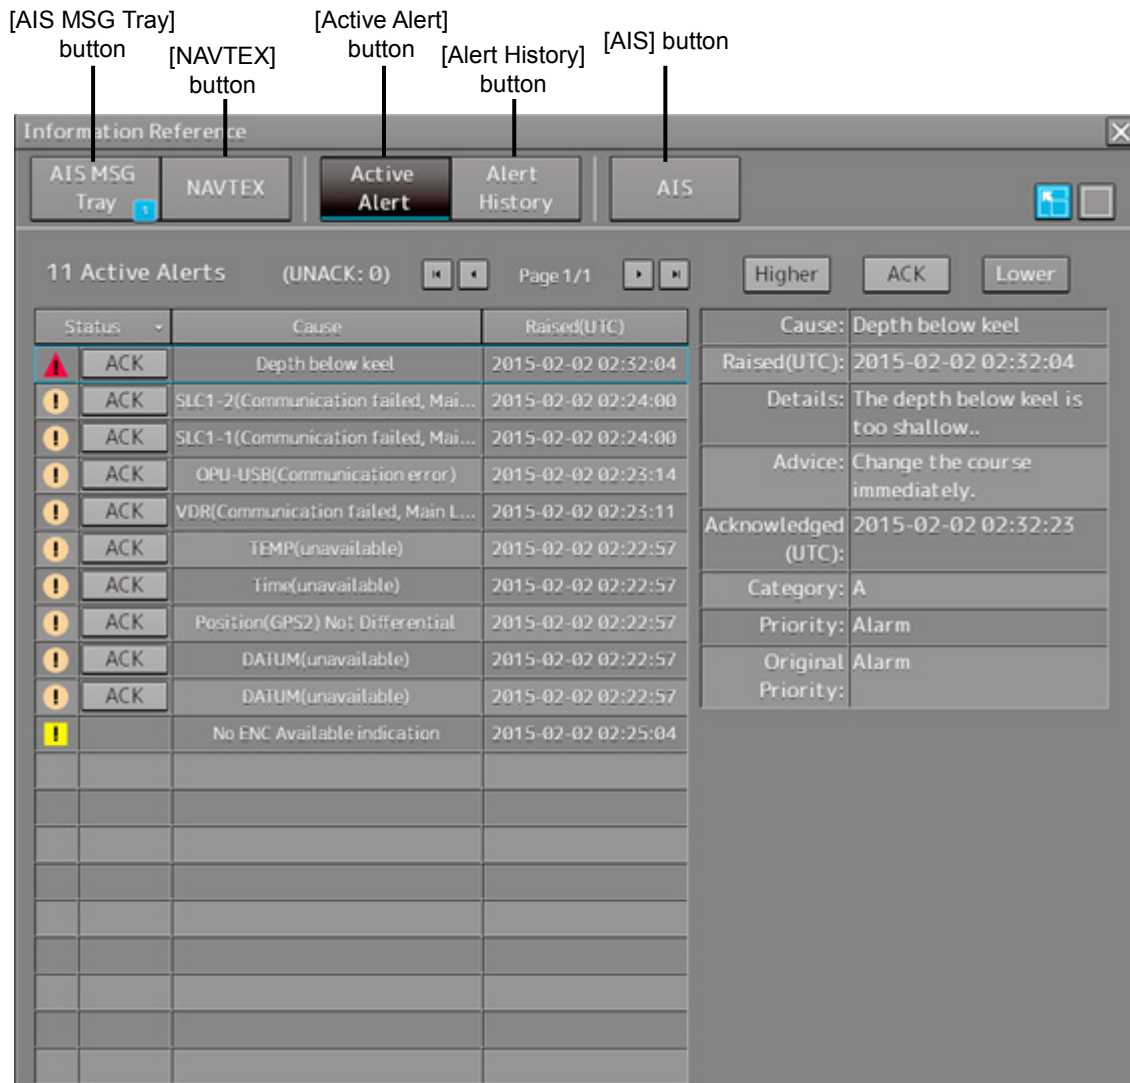 [AIS MSG Tray]
button
[NAVTEX]
button
[Active Alert]
button
[Alert History]
button
[AIS] button
Information Reference
AIS MSG
Tray
1
NAVTEX
Active
Alert
Alert
History
AIS
11 Active Alerts (UNACK: 0) Page 1/1 Higher ACK Lower
Status Cause Raised(UTC)
ACK Depth below keel 2015-02-02 02:32:04
ACK SLC1-2(Communication failed, Mai... 2015-02-02 02:24:00
ACK SLC1-1(Communication failed, Mai... 2015-02-02 02:24:00
ACK OPU-USB(Communication error) 2015-02-02 02:23:14
ACK VDR(Communication failed, Main L... 2015-02-02 02:23:11
ACK TEMP(unavailable) 2015-02-02 02:22:57
ACK Time(unavailable) 2015-02-02 02:22:57
ACK Position(GPS2) Not Differential 2015-02-02 02:22:57
ACK DATUM(unavailable) 2015-02-02 02:22:57
ACK DATUM(unavailable) 2015-02-02 02:22:57
No ENC Available indication 2015-02-02 02:25:04
Cause: Depth below keel
Raised(UTC): 2015-02-02 02:32:04
Details: The depth below keel is
too shallow..
Advice: Change the course
immediately.
Acknowledged 2015-02-02 02:32:23
(UTC):
Category: A
Priority: Alarm
Original Alarm
Priority: